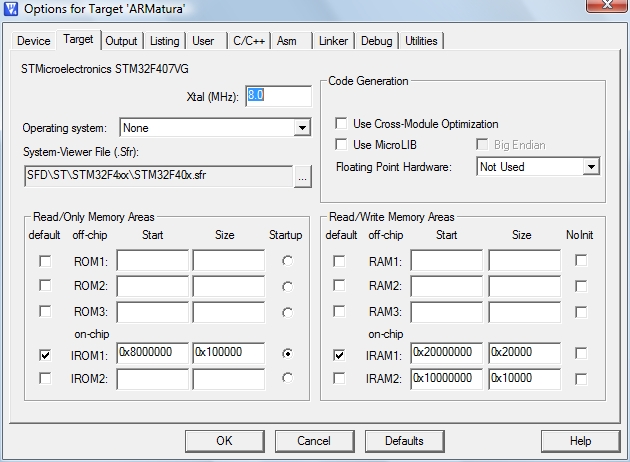 Options for Target 'ARMatura'
Device Target Output Listing User C/C++ Asm Linker Debug Utilities
STMicroelectronics STM32F407VG
Xtal (MHz): 8.0
Operating system: None
System-Viewer File (.Sfr):
SFD\ST\STM32F4xx\STM32F40x.sfr ...
Code Generation
Use Cross-Module Optimization
Use MicroLIB Big Endian
Floating Point Hardware: Not Used
Read/Only Memory Areas
default off-chip Start Size Startup
ROM1:
ROM2:
ROM3:
on-chip
IROM1: 0x8000000 0x100000
IROM2:
Read/Write Memory Areas
default off-chip Start Size NoInit
RAM1:
RAM2:
RAM3:
on-chip
IRAM1: 0x20000000 0x20000
IRAM2: 0x10000000 0x10000
OK Cancel Defaults Help